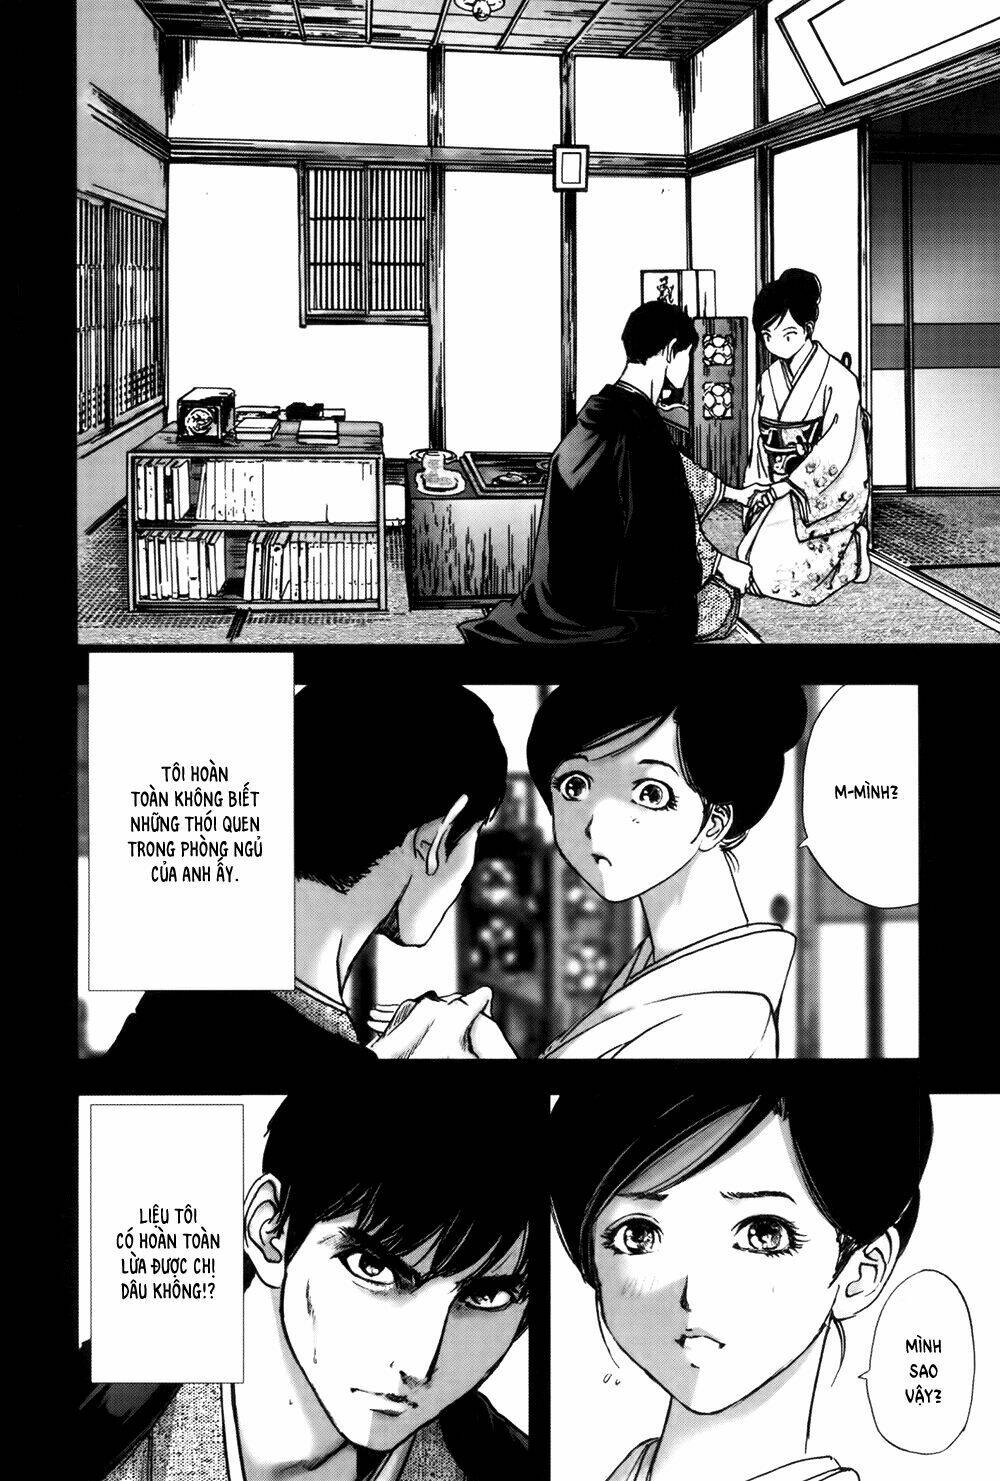 M-MÌNH?
TÔI HOÀN
TOÀN KHÔNG BIẾT
NHỮNG THÓI QUEN
TRONG PHÒNG NGỦ
CỦA ANH ẤY.
MÌNH
SAO
VẬY?
LIỆU TÔI
CÓ HOÀN TOÀN
LỪA ĐƯỢC CHỊ
DÂU KHÔNG!?